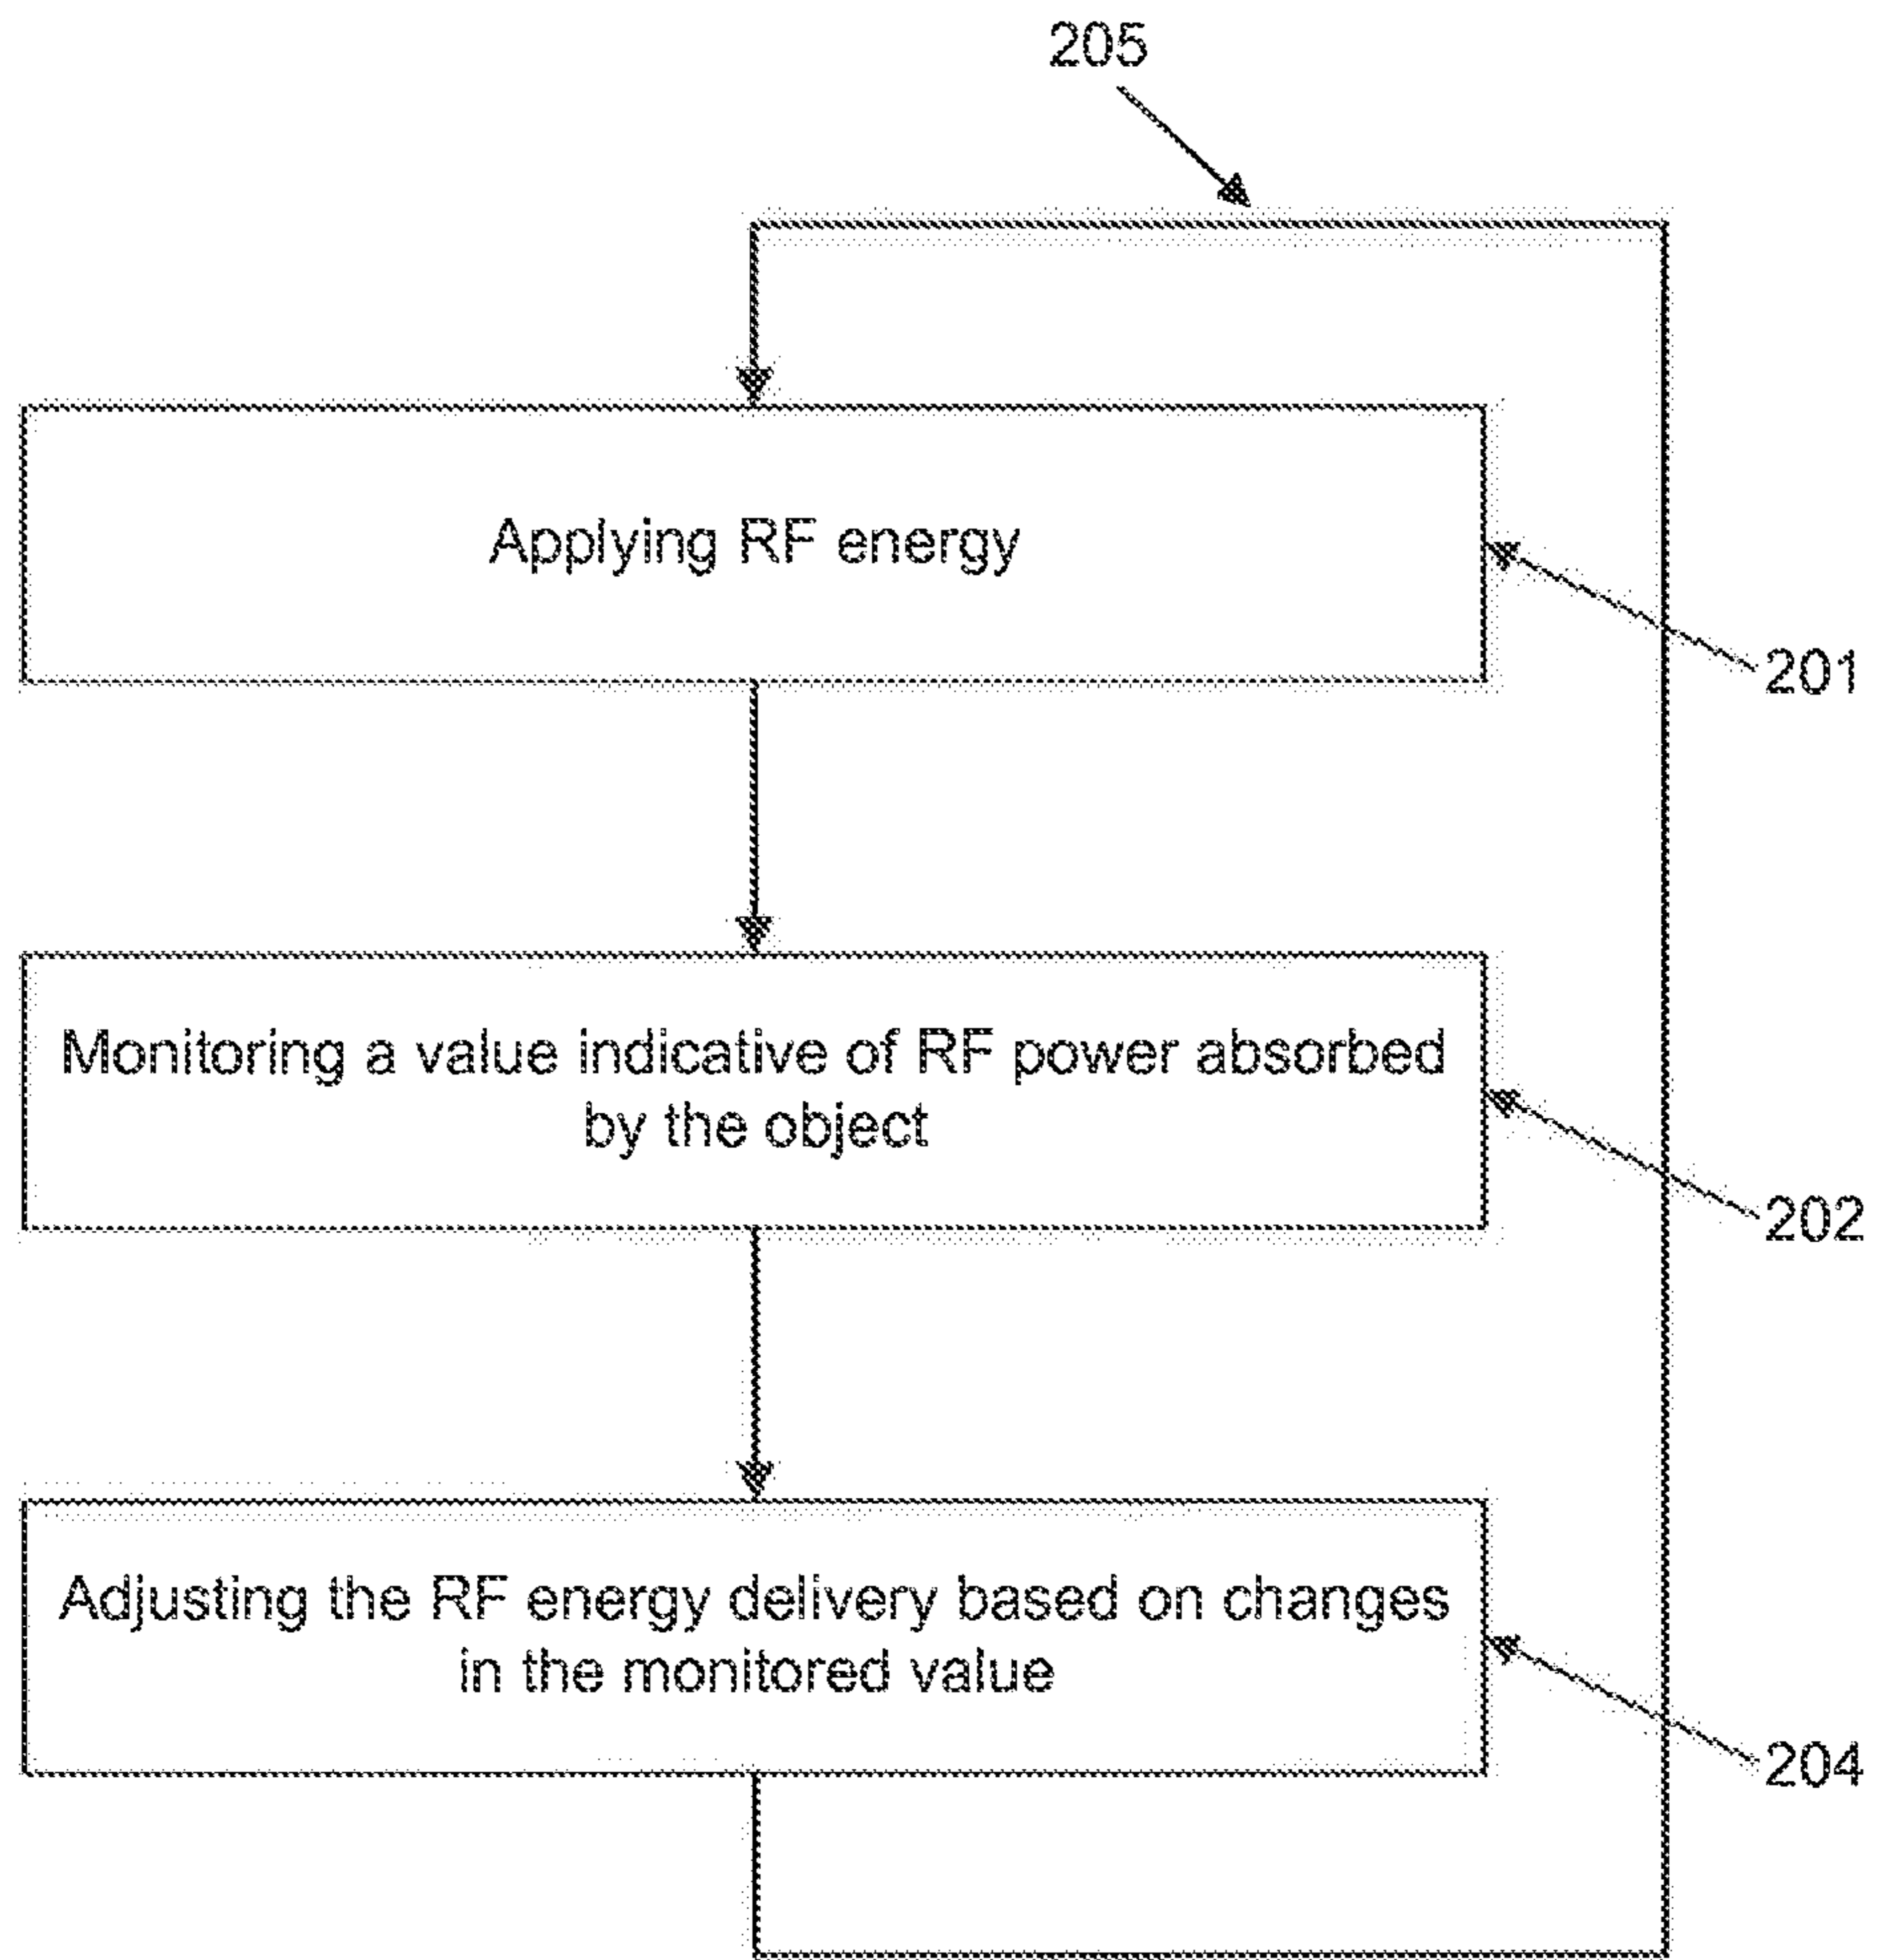 205
Applying RF energy
201
Monitoring a value indicative of RF power absorbed
by the object
202
Adjusting the RF energy delivery based on changes
in the monitored value
204